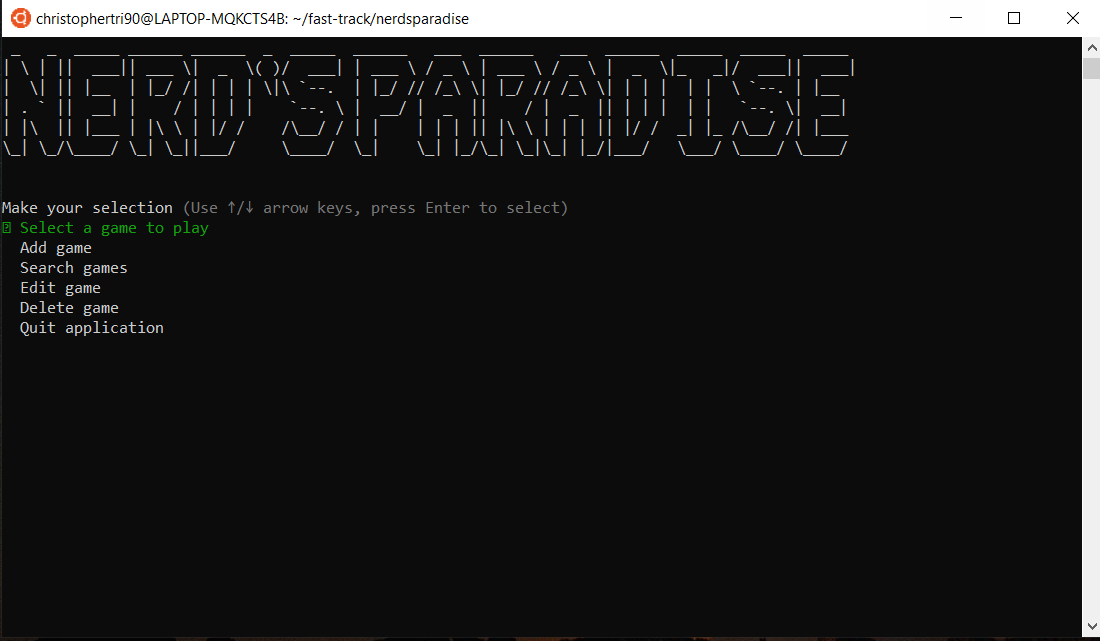 christophertri90@LAPTOP-MQKCTS4B: ~/fast-track/nerdsparadise
NERD'S PARADISE
Make your selection (Use ↑/↓ arrow keys, press Enter to select)
Select a game to play
Add game
Search games
Edit game
Delete game
Quit application